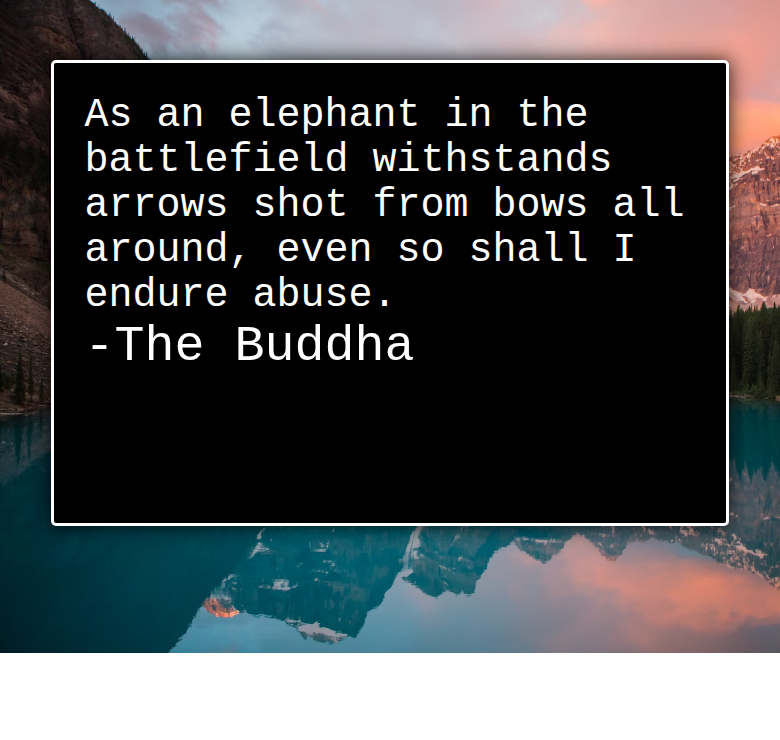 As an elephant in the
battlefield withstands
arrows shot from bows all
around, even so shall I
endure abuse.
-The Buddha